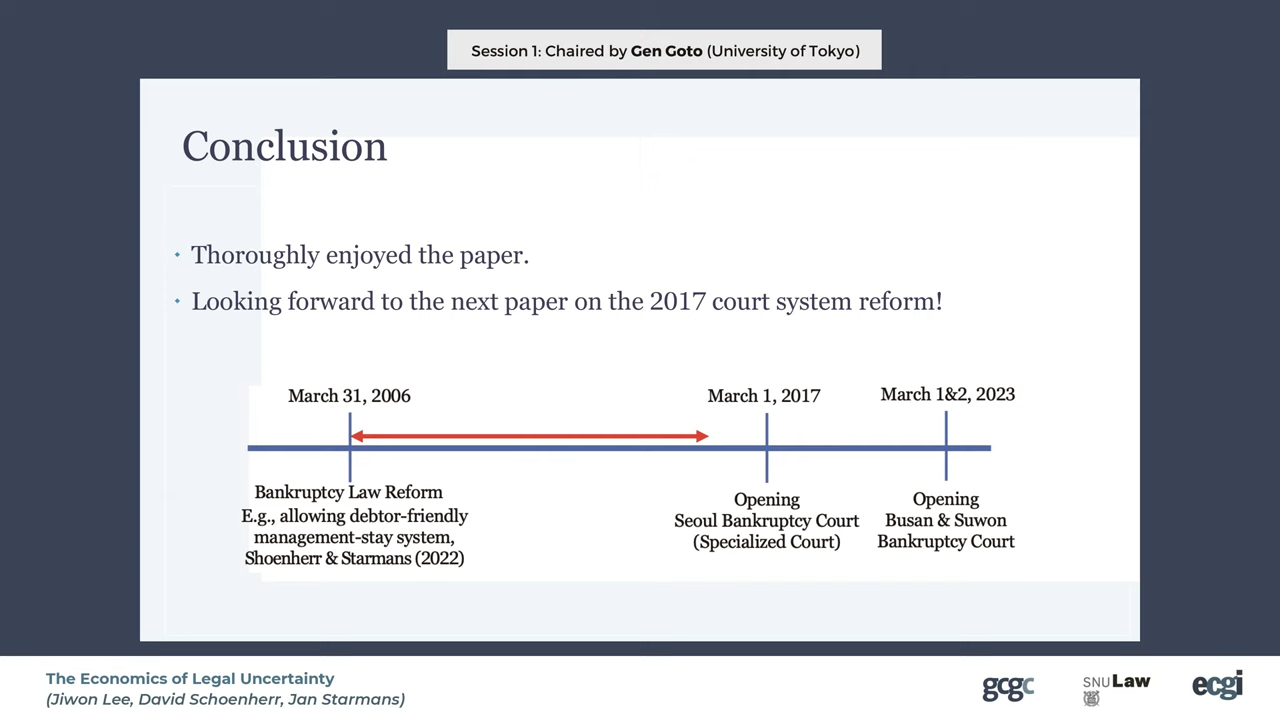 Session 1: Chaired by Gen Goto (University of Tokyo)
Conclusion
• Thoroughly enjoyed the paper.
• Looking forward to the next paper on the 2017 court system reform!
March 31, 2006
March 1, 2017
March 1&2, 2023
Bankruptcy Law Reform
E.g., allowing debtor-friendly
management-stay system,
Shoenherr & Starmans (2022)
Opening
Seoul Bankruptcy Court
(Specialized Court)
Opening
Busan & Suwon
Bankruptcy Court
The Economics of Legal Uncertainty
(Jiwon Lee, David Schoenherr, Jan Starmans)
gcgc
SNU Law
ecgi